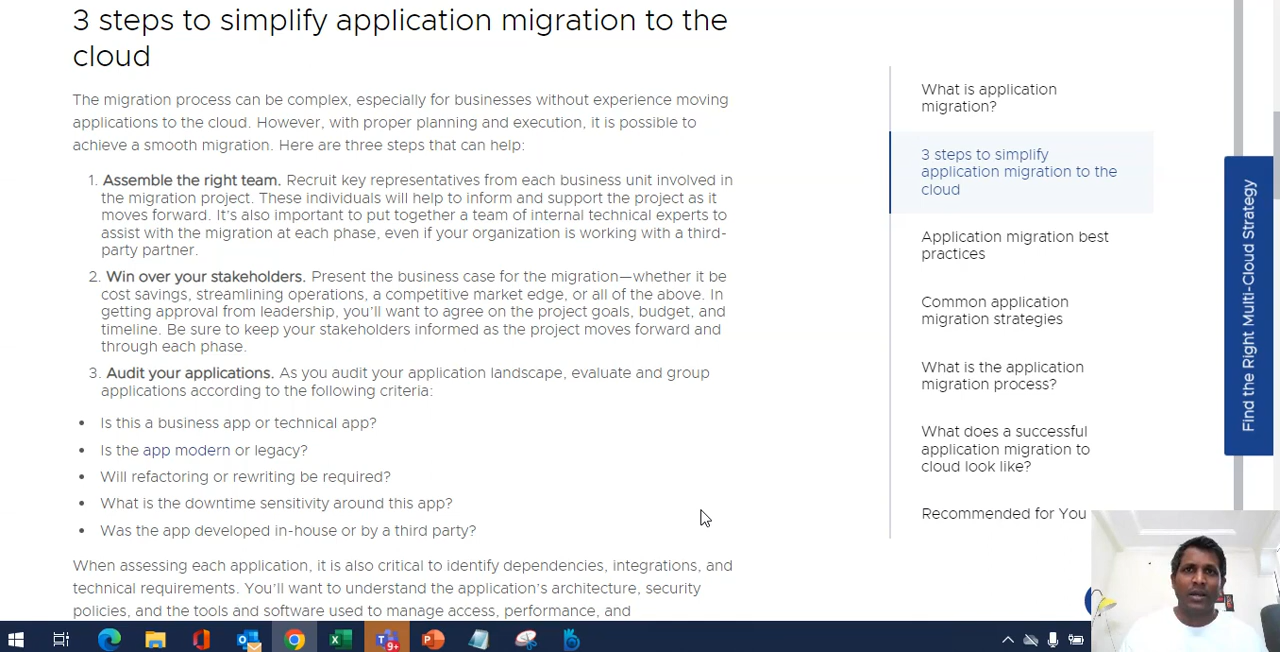 3 steps to simplify application migration to the
cloud
The migration process can be complex, especially for businesses without experience moving
applications to the cloud. However, with proper planning and execution, it is possible to
achieve a smooth migration. Here are three steps that can help:
1. Assemble the right team. Recruit key representatives from each business unit involved in
the migration project. These individuals will help to inform and support the project as it
moves forward. It's also important to put together a team of internal technical experts to
assist with the migration at each phase, even if your organization is working with a third-
party partner.
2. Win over your stakeholders. Present the business case for the migration—whether it be
cost savings, streamlining operations, a competitive market edge, or all of the above. In
getting approval from leadership, you'll want to agree on the project goals, budget, and
timeline. Be sure to keep your stakeholders informed as the project moves forward and
through each phase.
3. Audit your applications. As you audit your application landscape, evaluate and group
applications according to the following criteria:
• Is this a business app or technical app?
• Is the app modern or legacy?
• Will refactoring or rewriting be required?
• What is the downtime sensitivity around this app?
• Was the app developed in-house or by a third party?
When assessing each application, it is also critical to identify dependencies, integrations, and
technical requirements. You'll want to understand the application's architecture, security
policies, and the tools and software used to manage access, performance, and
What is application
migration?
3 steps to simplify
application migration to the
cloud
Application migration best
practices
Common application
migration strategies
What is the application
migration process?
What does a successful
application migration to
cloud look like?
Recommended for You
Find the Right Multi-Cloud Strategy
9+